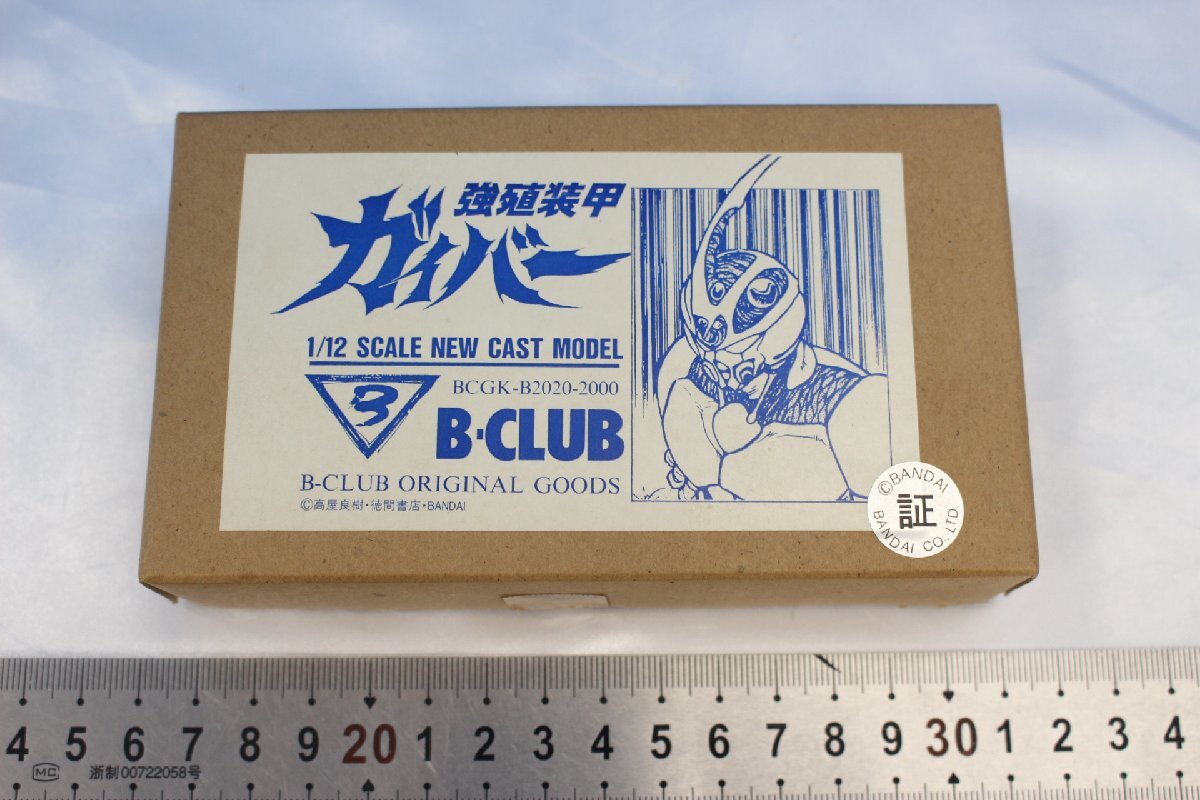 強殖装甲
ガイバー
1/12 SCALE NEW CAST MODEL
3
BCGK-B2020-2000
B-CLUB
B-CLUB ORIGINAL GOODS
©高屋良樹・徳間書店・BANDAI
©BANDAI
証
BANDAI CO., LTD.
4 5 6 7 8 9 20 1 2 3 4 5 6 7 8 9 30 1 2 3 4
MC 浙制00722058号